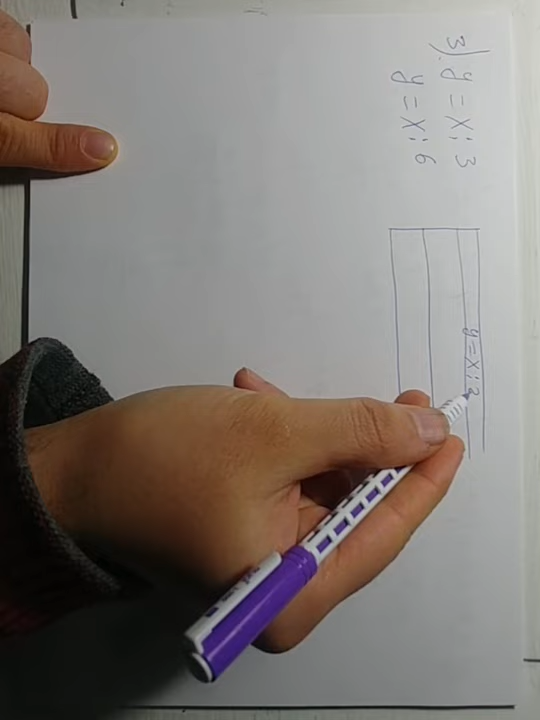 3). y = x : 3
y = x : 6
y = x : 2